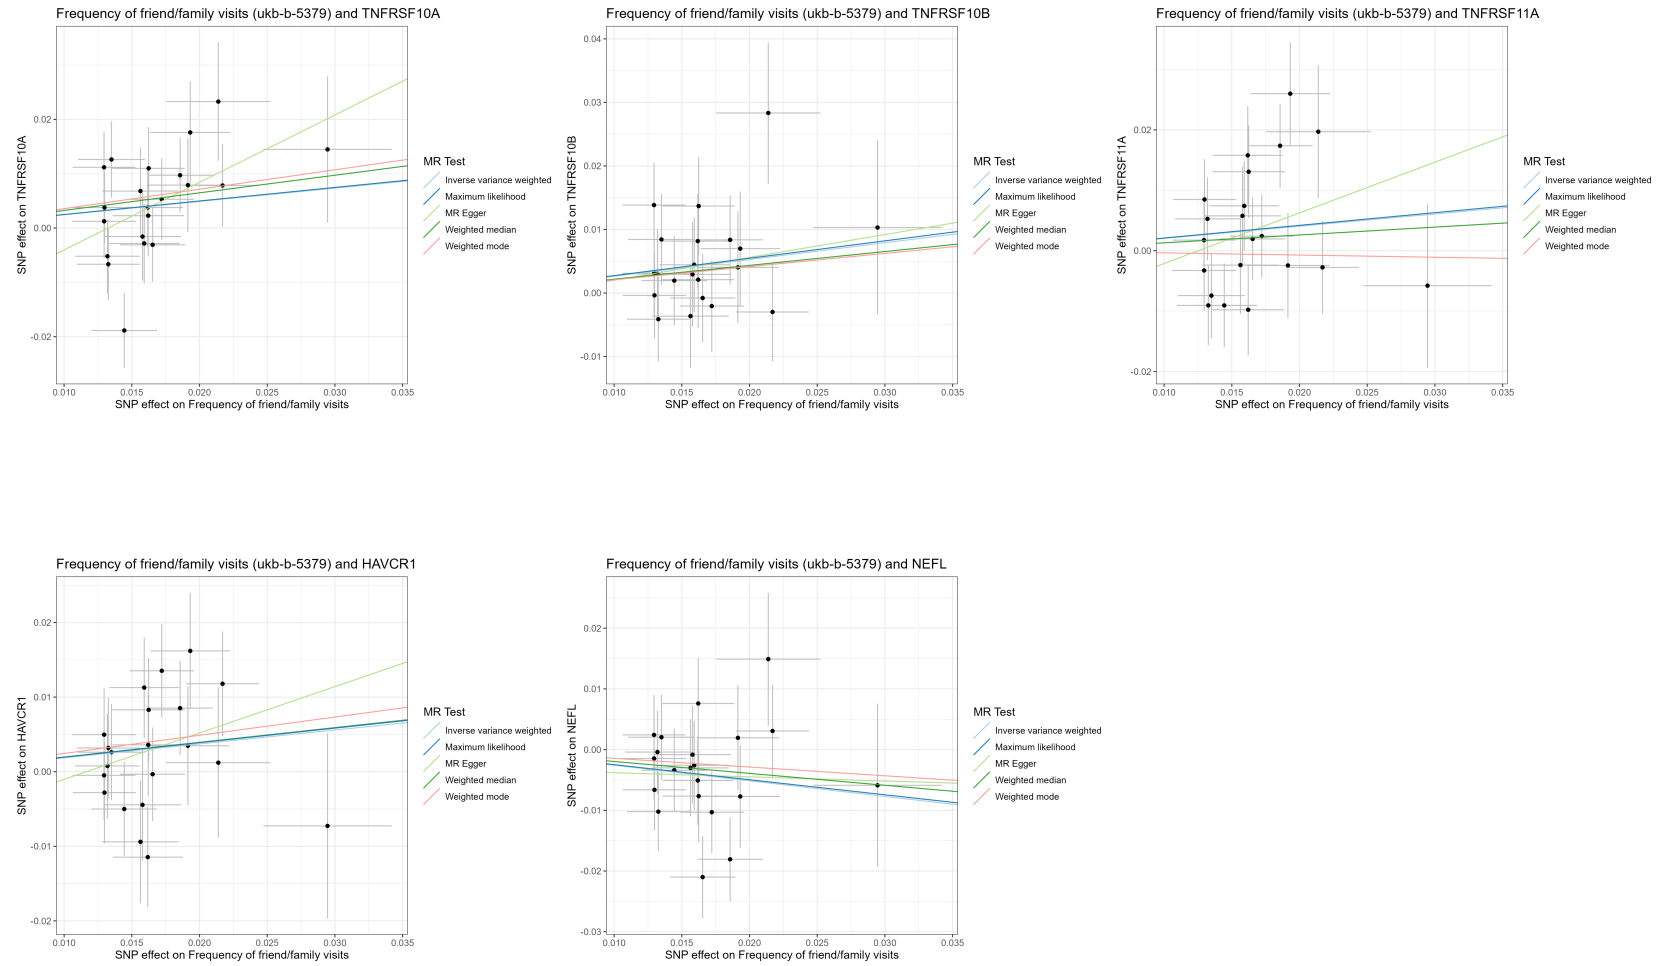 Frequency of friend/family visits (ukb-b-5379) and TNFRSF10A
SNP effect on TNFRSF10A
0.02
0.00
-0.02
0.010 0.015 0.020 0.025 0.030 0.035
SNP effect on Frequency of friend/family visits
MR Test
Inverse variance weighted
Maximum likelihood
MR Egger
Weighted median
Weighted mode
Frequency of friend/family visits (ukb-b-5379) and TNFRSF10B
SNP effect on TNFRSF10B
0.04
0.03
0.02
0.01
0.00
-0.01
0.010 0.015 0.020 0.025 0.030 0.035
SNP effect on Frequency of friend/family visits
MR Test
Inverse variance weighted
Maximum likelihood
MR Egger
Weighted median
Weighted mode
Frequency of friend/family visits (ukb-b-5379) and TNFRSF11A
SNP effect on TNFRSF11A
0.02
0.00
-0.02
0.010 0.015 0.020 0.025 0.030 0.035
SNP effect on Frequency of friend/family visits
MR Test
Inverse variance weighted
Maximum likelihood
MR Egger
Weighted median
Weighted mode
Frequency of friend/family visits (ukb-b-5379) and HAVCR1
SNP effect on HAVCR1
0.02
0.01
0.00
-0.01
-0.02
0.010 0.015 0.020 0.025 0.030 0.035
SNP effect on Frequency of friend/family visits
MR Test
Inverse variance weighted
Maximum likelihood
MR Egger
Weighted median
Weighted mode
Frequency of friend/family visits (ukb-b-5379) and NEFL
SNP effect on NEFL
0.02
0.01
0.00
-0.01
-0.02
-0.03
0.010 0.015 0.020 0.025 0.030 0.035
SNP effect on Frequency of friend/family visits
MR Test
Inverse variance weighted
Maximum likelihood
MR Egger
Weighted median
Weighted mode